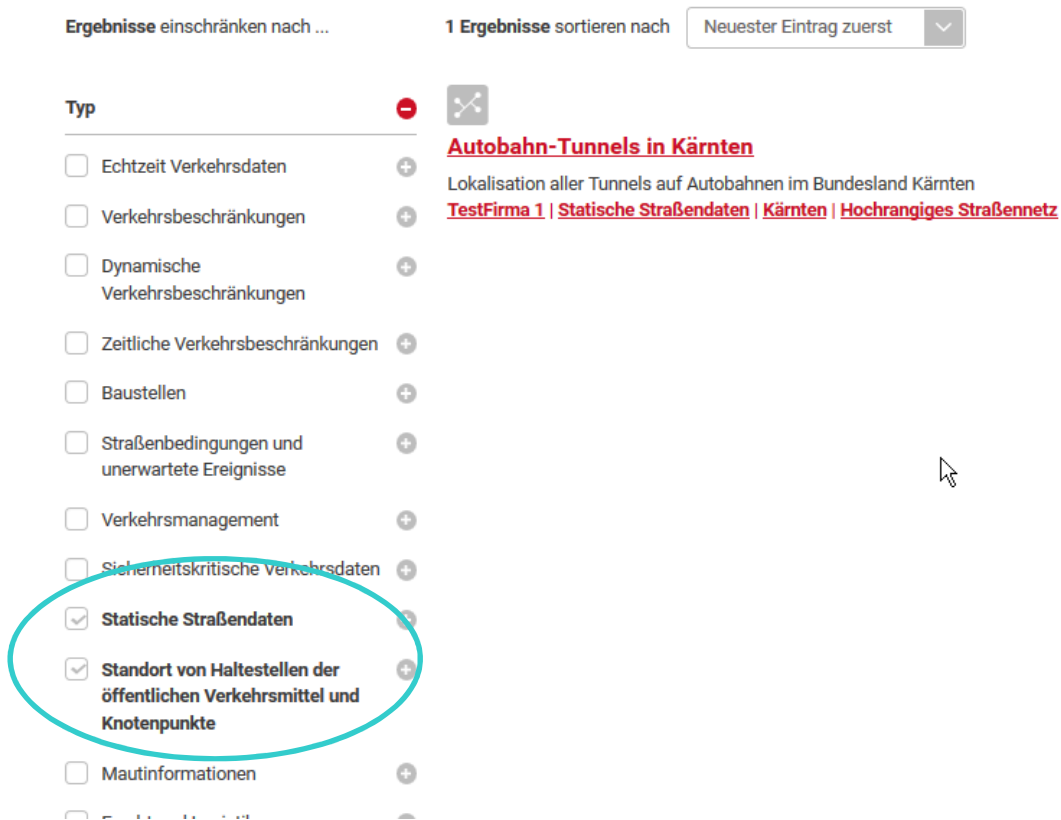 Ergebnisse einschränken nach ...
1 Ergebnisse sortieren nach
Neuester Eintrag zuerst
Typ
Echtzeit Verkehrsdaten
Verkehrsbeschränkungen
Dynamische
Verkehrsbeschränkungen
Zeitliche Verkehrsbeschränkungen
Baustellen
Straßenbedingungen und
unerwartete Ereignisse
Verkehrsmanagement
Sicherheitskritische Verkehrsdaten
Statische Straßendaten
Standort von Haltestellen der
öffentlichen Verkehrsmittel und
Knotenpunkte
Mautinformationen
Autobahn-Tunnels in Kärnten
Lokalisation aller Tunnels auf Autobahnen im Bundesland Kärnten
TestFirma 1 | Statische Straßendaten | Kärnten | Hochrangiges Straßennetz